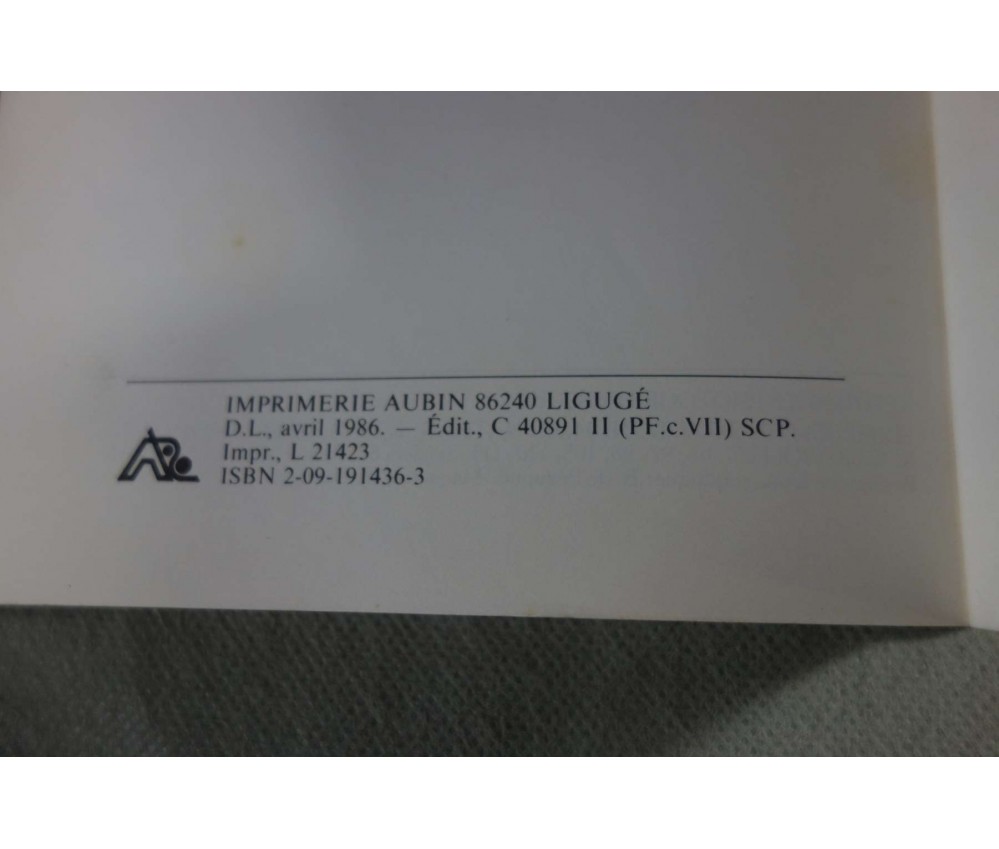 IMPRIMERIE AUBIN 86240 LIGUGÉ
D.L., avril 1986. — Édit., C 40891 II (PF.c.VII) SCP.
Impr., L 21423
ISBN 2-09-191436-3